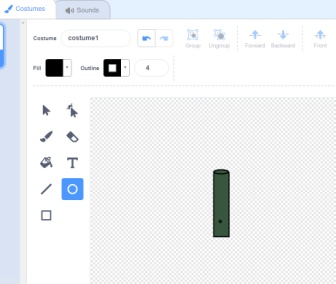 Costumes Sounds
Costume costume1
Group Ungroup Forward Backward Front
Fill Outline 4
T